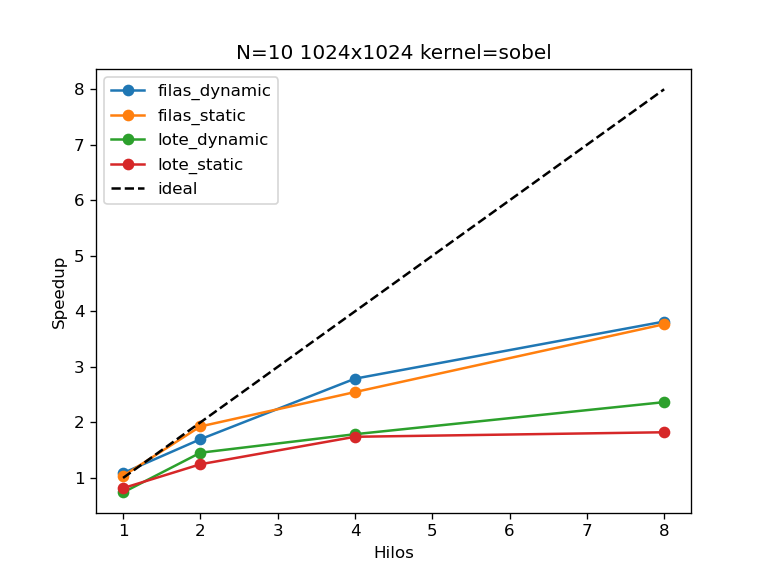 N=10 1024x1024 kernel=sobel
filas_dynamic
filas_static
lote_dynamic
lote_static
ideal
8
7
6
5
4
3
2
1
Speedup
1 2 3 4 5 6 7 8
Hilos